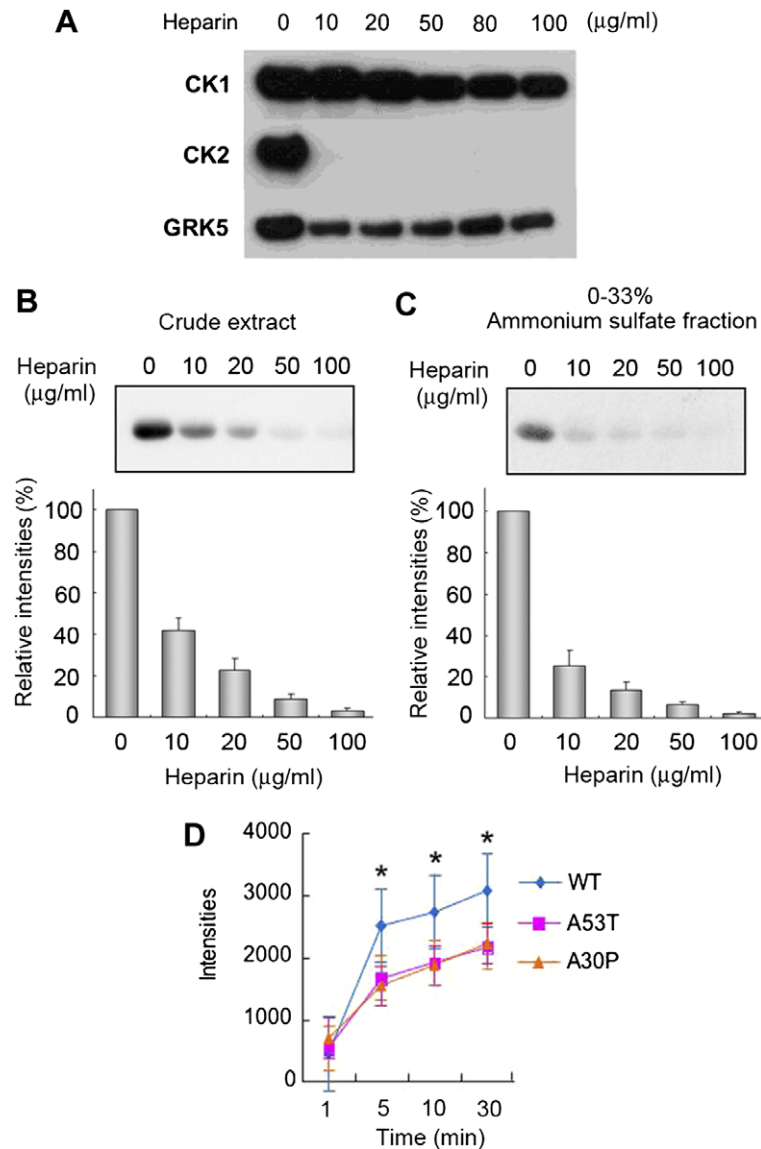 A
Heparin 0 10 20 50 80 100 (μg/ml)
CK1
CK2
GRK5
B
Crude extract
Heparin 0 10 20 50 100
(μg/ml)
Relative intensities (%)
100
80
60
40
20
0
0 10 20 50 100
Heparin (μg/ml)
C
0-33%
Ammonium sulfate fraction
Heparin 0 10 20 50 100
(μg/ml)
Relative intensities (%)
100
80
60
40
20
0
0 10 20 50 100
Heparin (μg/ml)
D
Intensities
4000
3000
2000
1000
0
* * *
1 5 10 30
Time (min)
WT
A53T
A30P